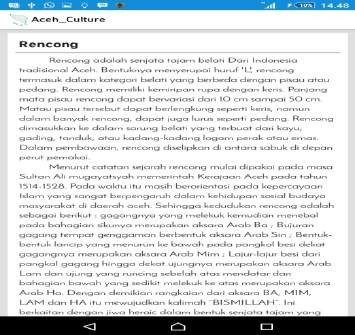 19% 14.48
Aceh_Culture
Rencong
Rencong adalah senjata tajam belati Dari Indonesia
tradisional Aceh. Bentuknya menyerupai huruf "L", rencong
termasuk dalam kategori belati yang berbeda dengan pisau atau
pedang. Rencong memiliki kemiripan rupa dengan keris. Panjang
mata pisau rencong dapat bervariasi dari 10 cm sampai 50 cm.
Matau pisau tersebut dapat berlengkung seperti keris, namun
dalam banyak rencong, dapat juga lurus seperti pedang. Rencong
dimasukkan ke dalam sarung belati yang terbuat dari kayu,
gading, tanduk, atau kadang-kadang logam perak atau emas.
Dalam pembawaan, rencong diselipkan di antara sabuk di depan
perut pemakai.
Menurut catatan sejarah rencong mulai dipakai pada masa
Sultan Ali mugayatsyah memerintah Kerajaan Aceh pada tahun
1514-1528. Pada waktu itu masih berorientasi pada kepercayaan
Islam yang sangat berpengaruh dalam kehidupan sosial budaya
masyarakat di daerah aceh. Sehingga kedudukan rencong adalah
sebagai berikut : gagangnya yang melekuk kemudian menebal
pada bahagian sikunya merupakan aksara Arab Ba ; Bujuran
gagang tempat genggaman berbentuk aksara Arab Sin ; Bentuk-
bentuk lancip yang menurun ke bawah pada pangkal besi dekat
gagangnya merupakan aksara Arab Mim ; Lajur-lajur besi dari
pangkal gagang hingga dekat ujungnya merupakan aksara Arab
Lam dan ujung yang runcing sebelah atas mendatar dan
bahagian bawah yang sedikit melekuk ke atas merupakan aksara
Arab Ha. Dengan demikian rangkaian dari aksara BA, MIM,
LAM dan HA itu mewujudkan kalimah "BISMILLAH". Ini
berkaitan dengan jiwa heroic dalam bentuk senjata tajam yang